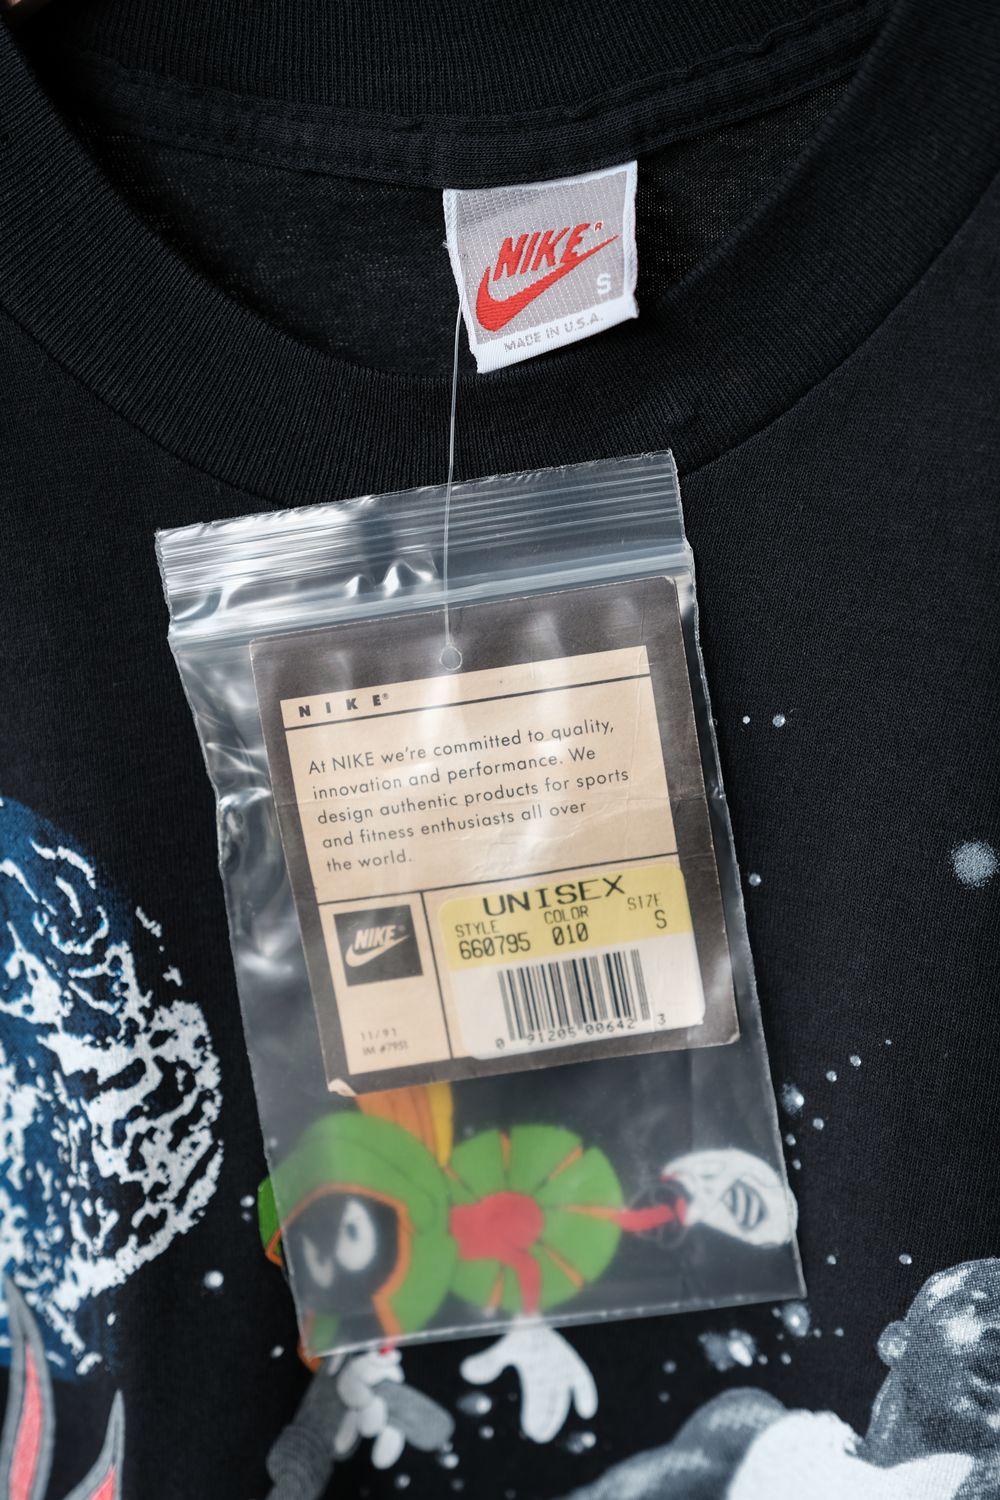 NIKE®
S
MADE IN U.S.A.
NIKE®
At NIKE we're committed to quality,
innovation and performance. We
design authentic products for sports
and fitness enthusiasts all over
the world.
NIKE
11/91
IM #7951
UNISEX
STYLE COLOR SIZE
660795 010 S
0 91205 00642 3